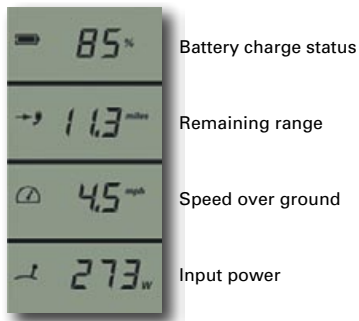 85% Battery charge status
11,3 miles Remaining range
4,5 mph Speed over ground
273 W Input power